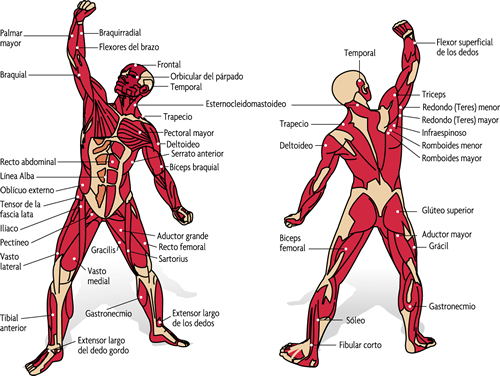 Palmar
mayor
Braquirradial
Flexores del brazo
Braquial
Frontal
Orbicular del párpado
Temporal
Esternocleidomastoideo
Trapecio
Pectoral mayor
Deltoideo
Serrato anterior
Bíceps braquial
Recto abdominal
Línea Alba
Oblícuo externo
Tensor de la
fascia lata
Ilíaco
Pectíneo
Vasto
lateral
Gracilis
Vasto
medial
Aductor grande
Recto femoral
Sartorius
Tibial
anterior
Gastronecmio
Extensor largo
de los dedos
Extensor largo
del dedo gordo
Temporal
Flexor superficial
de los dedos
Trapecio
Deltoideo
Triceps
Redondo (Teres) menor
Redondo (Teres) mayor
Infraespinoso
Romboides menor
Romboides mayor
Glúteo superior
Biceps
femoral
Aductor mayor
Grácil
Gastronecmio
Sóleo
Fibular corto